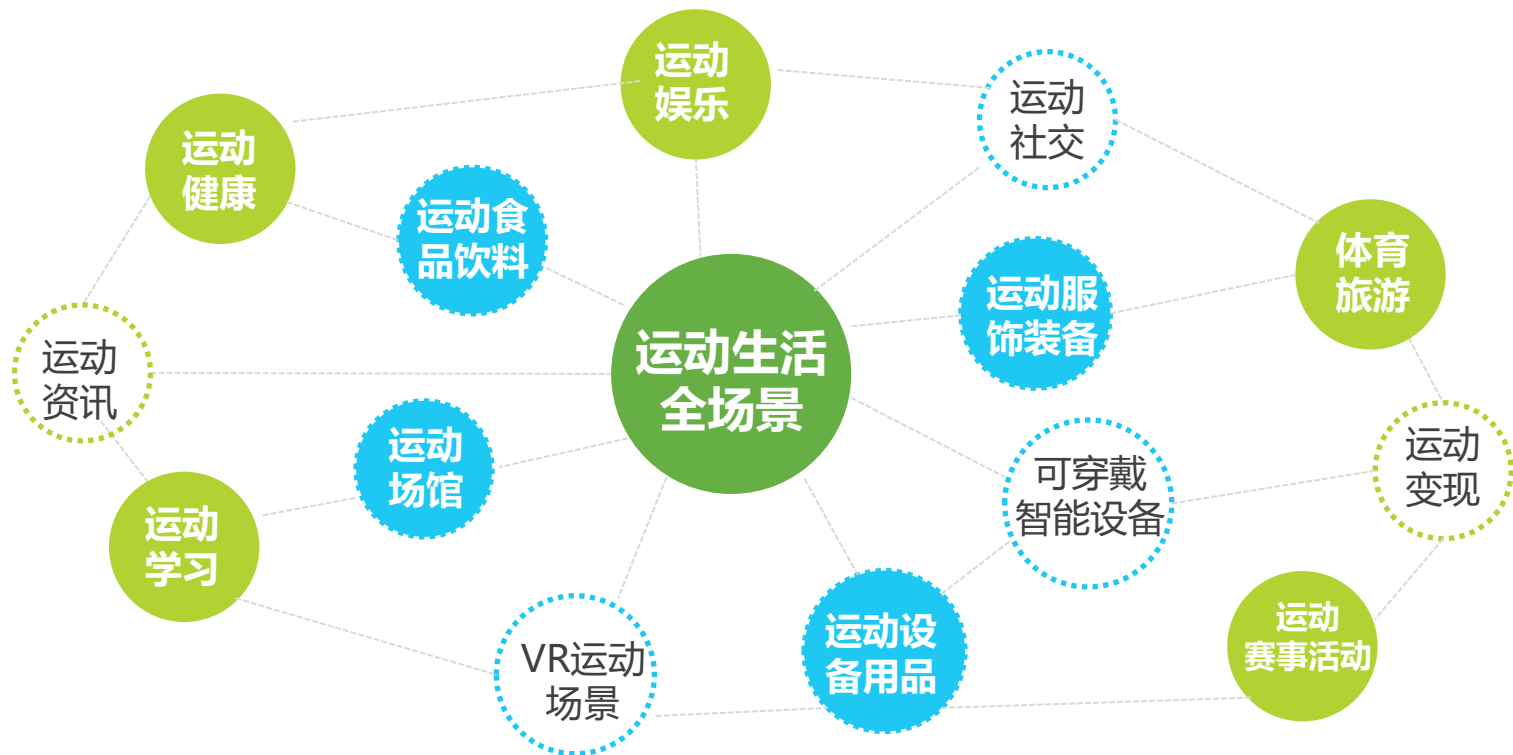 运动
娱乐
运动
社交
运动
健康
运动食
品饮料
体育
旅游
运动服
饰装备
运动生活
全场景
运动
资讯
运动
场馆
可穿戴
智能设备
运动
变现
运动
学习
运动设
备用品
运动
赛事活动
VR运动
场景